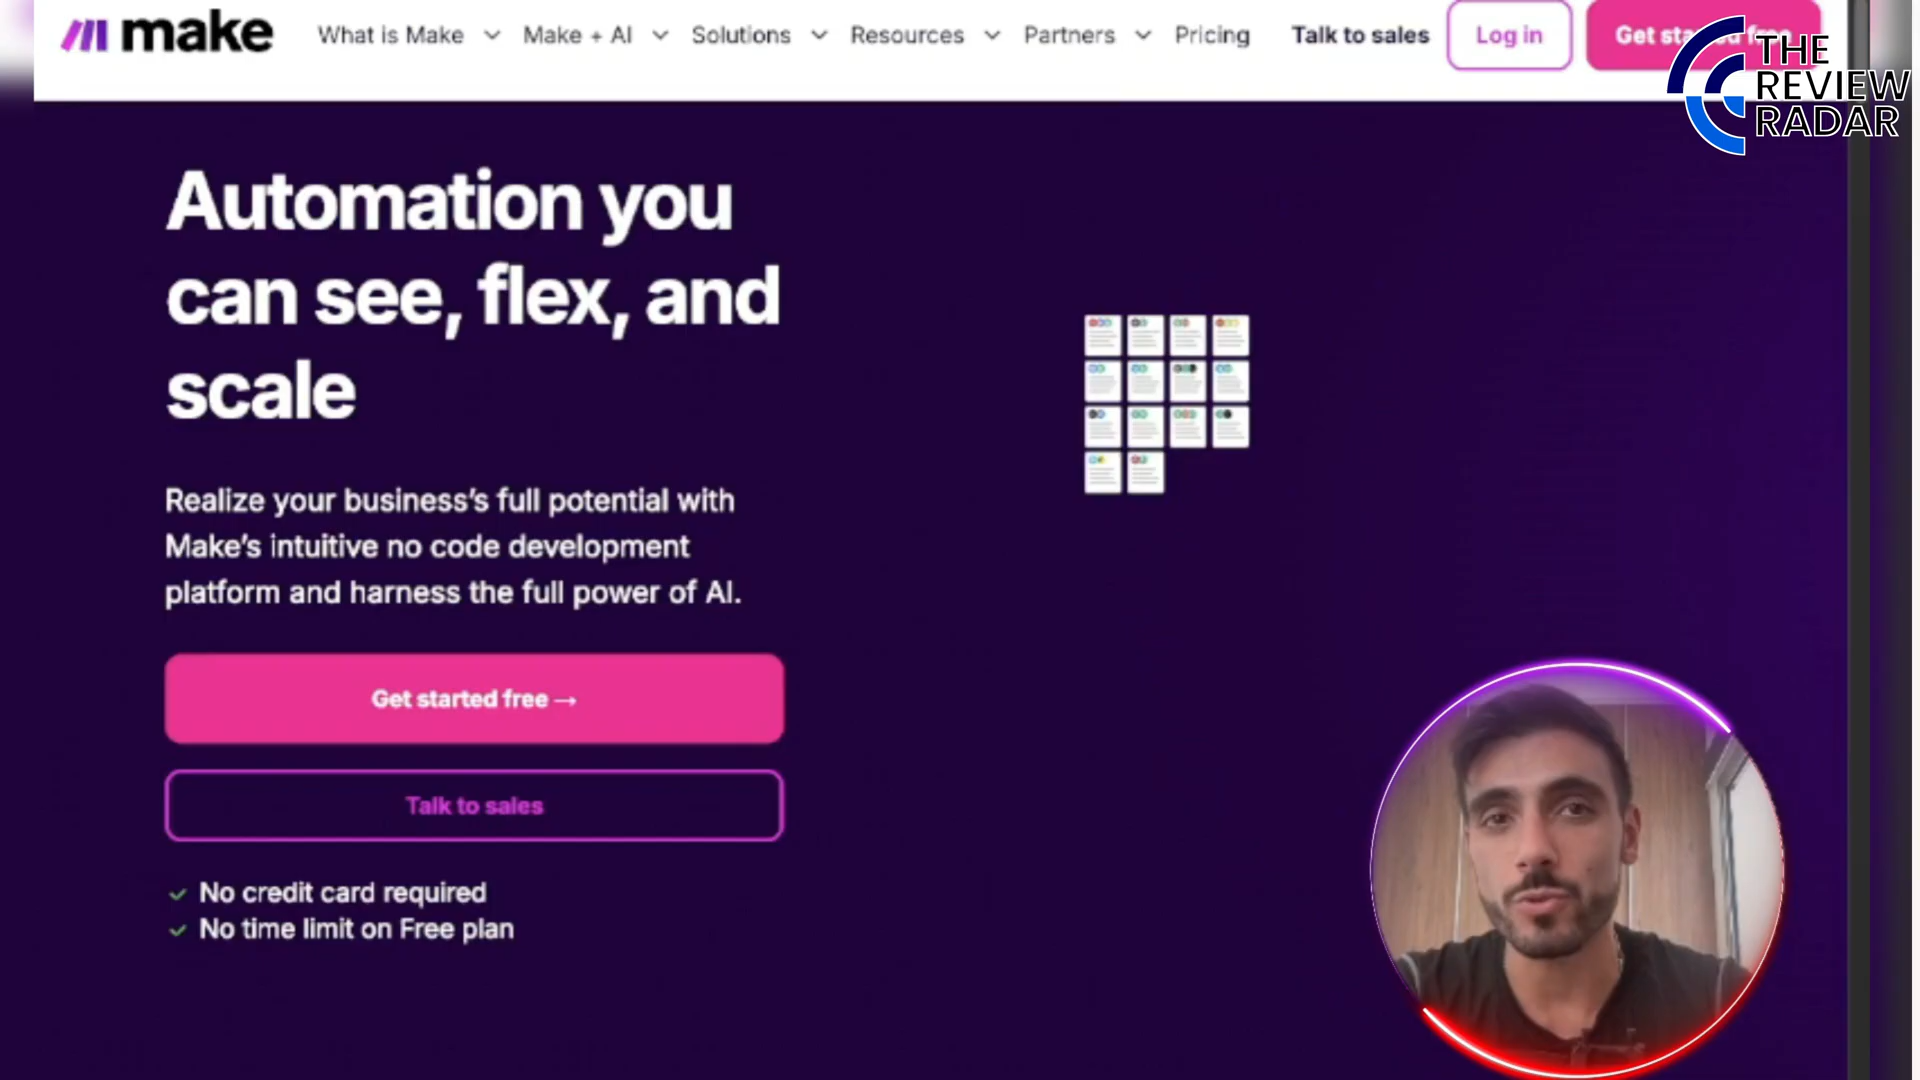 make
What is Make
Make + AI
Solutions
Resources
Partners
Pricing
Talk to sales
Log in
Get started free
THE
REVIEW
RADAR
Automation you
can see, flex, and
scale
Realize your business's full potential with
Make's intuitive no code development
platform and harness the full power of AI.
Get started free →
Talk to sales
No credit card required
No time limit on Free plan